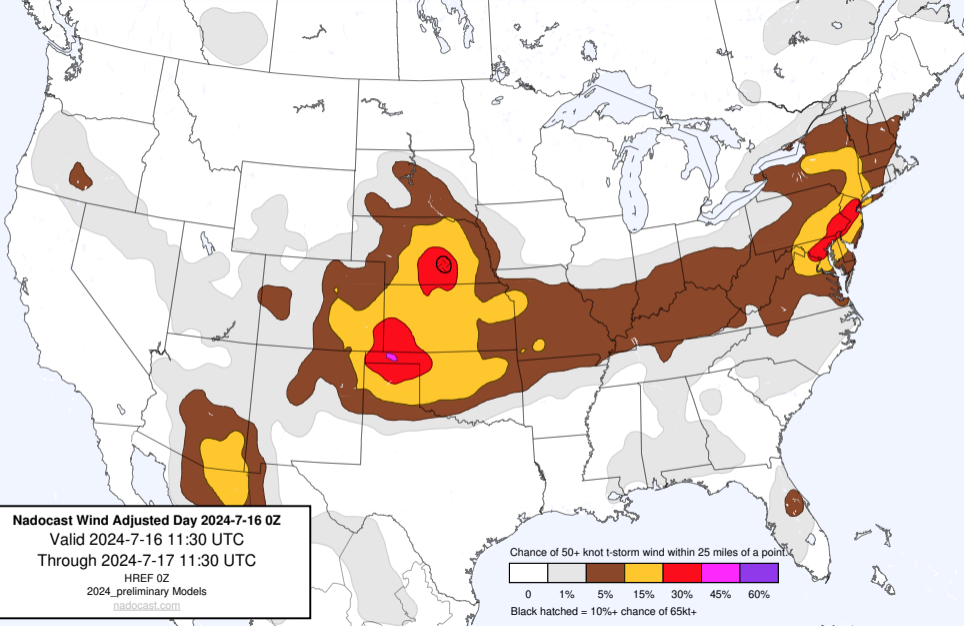 Nadocast Wind Adjusted Day 2024-7-16 0Z
Valid 2024-7-16 11:30 UTC
Through 2024-7-17 11:30 UTC
HREF 0Z
2024_preliminary Models
nadocast.com
Chance of 50+ knot t-storm wind within 25 miles of a point.
0 1% 5% 15% 30% 45% 60%
Black hatched = 10%+ chance of 65kt+